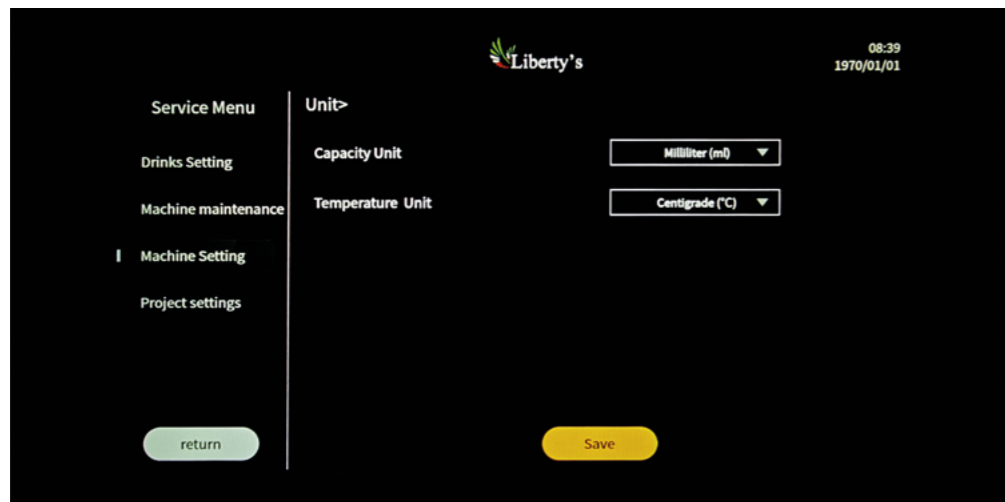 Liberty's
08:39
1970/01/01
Service Menu
Drinks Setting
Machine maintenance
Machine Setting
Project settings
return
Unit>
Capacity Unit
Milliliter (ml)
Temperature Unit
Centigrade (°C)
Save